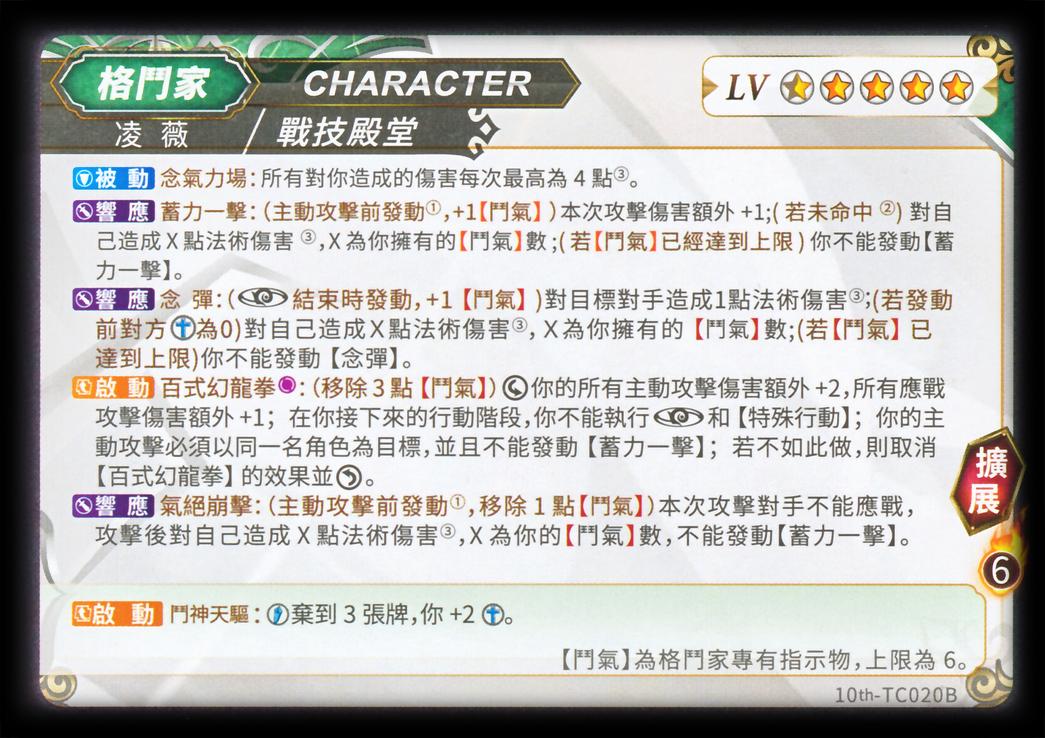 格鬥家 CHARACTER LV
凌薇 / 戰技殿堂
被動 念氣力場：所有對你造成的傷害每次最高為 4 點③。
響應 蓄力一擊：(主動攻擊前發動①,+1【鬥氣】)本次攻擊傷害額外 +1;(若未命中②) 對自
己造成 X 點法術傷害③,X 為你擁有的【鬥氣】數;(若【鬥氣】已經達到上限)你不能發動【蓄
力一擊】。
響應 念彈：(結束時發動,+1【鬥氣】)對目標對手造成1點法術傷害③;(若發動
前對方為0)對自己造成 X 點法術傷害③, X 為你擁有的【鬥氣】數;(若【鬥氣】已
達到上限)你不能發動【念彈】。
啟動 百式幻龍拳：(移除 3 點【鬥氣】)你的所有主動攻擊傷害額外 +2,所有應戰
攻擊傷害額外 +1; 在你接下來的行動階段,你不能執行和【特殊行動】; 你的主
動攻擊必須以同一名角色為目標,並且不能發動【蓄力一擊】; 若不如此做,則取消
【百式幻龍拳】的效果並。
響應 氣絕崩擊：(主動攻擊前發動①,移除 1 點【鬥氣】)本次攻擊對手不能應戰,
攻擊後對自己造成 X 點法術傷害③,X 為你的【鬥氣】數,不能發動【蓄力一擊】。
擴展
6
啟動 鬥神天驅：棄到 3 張牌,你 +2。
【鬥氣】為格鬥家專有指示物,上限為 6。
10th-TC020B